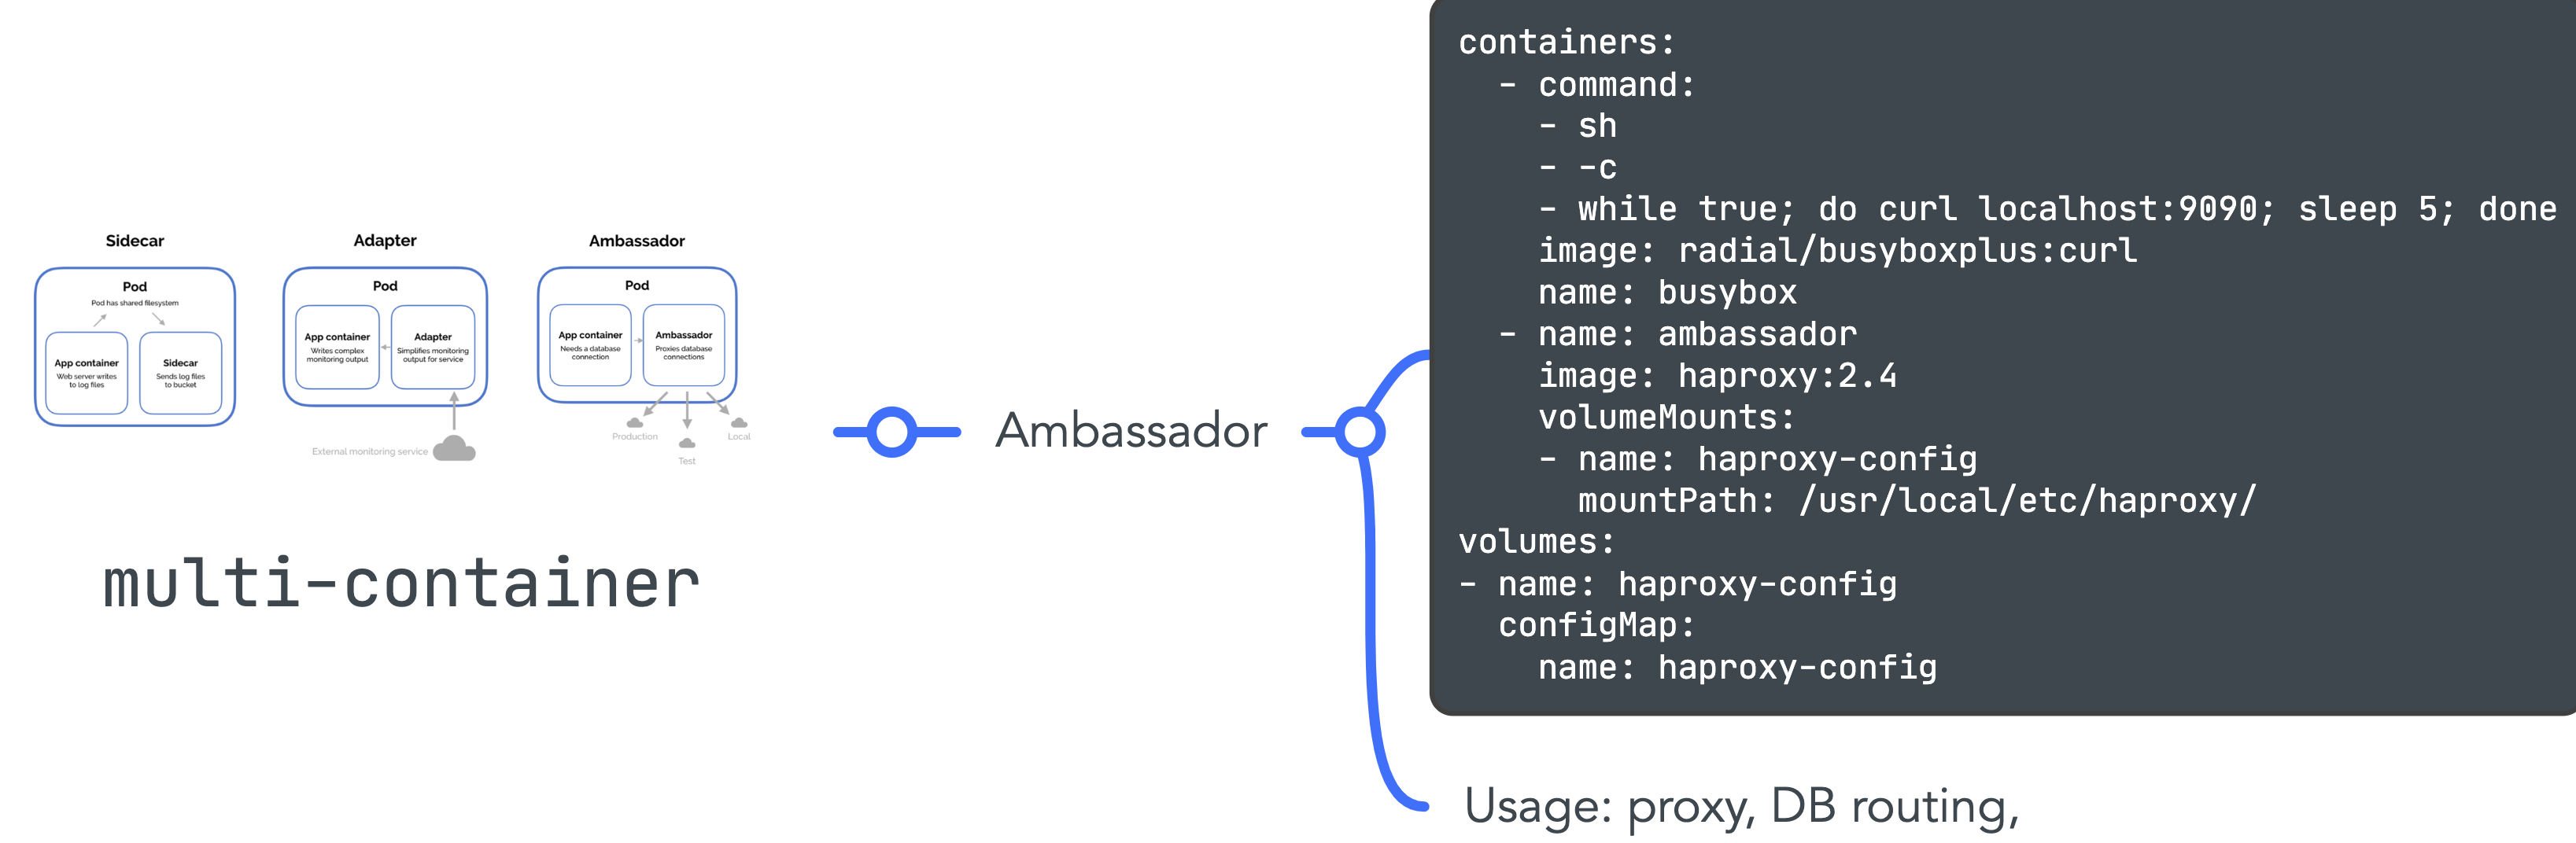 Sidecar
Pod
Pod has shared filesystem
App container
Web server writes
to log files
Sidecar
Sends log files
to bucket
Adapter
Pod
App container
Writes complex
monitoring output
Adapter
Simplifies monitoring
output for service
External monitoring service
Ambassador
Pod
App container
Needs a database
connection
Ambassador
Proxies database
connections
Production
Test
Local
multi-container
Ambassador
containers:
  - command:
    - sh
    - -c
    - while true; do curl localhost:9090; sleep 5; done
    image: radial/busyboxplus:curl
    name: busybox
  - name: ambassador
    image: haproxy:2.4
    volumeMounts:
    - name: haproxy-config
      mountPath: /usr/local/etc/haproxy/
volumes:
- name: haproxy-config
  configMap:
    name: haproxy-config
Usage: proxy, DB routing,